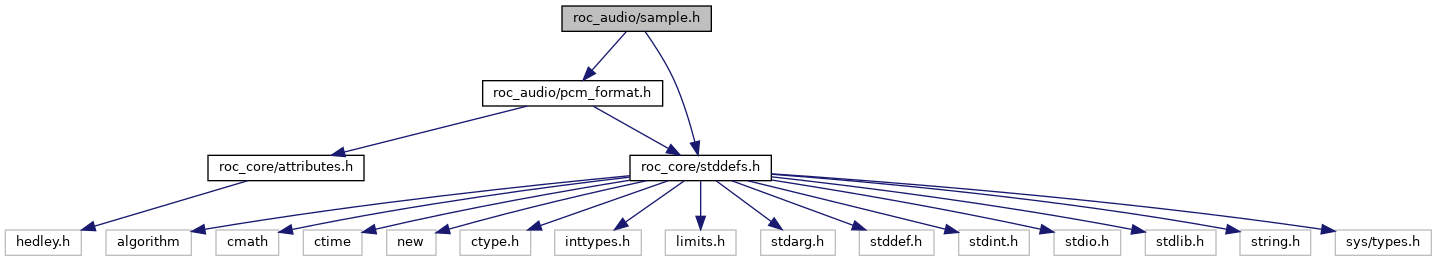 roc_audio/sample.h
roc_audio/pcm_format.h
roc_core/attributes.h
roc_core/stddefs.h
hedley.h
algorithm
cmath
ctime
new
ctype.h
inttypes.h
limits.h
stdarg.h
stddef.h
stdint.h
stdio.h
stdlib.h
string.h
sys/types.h